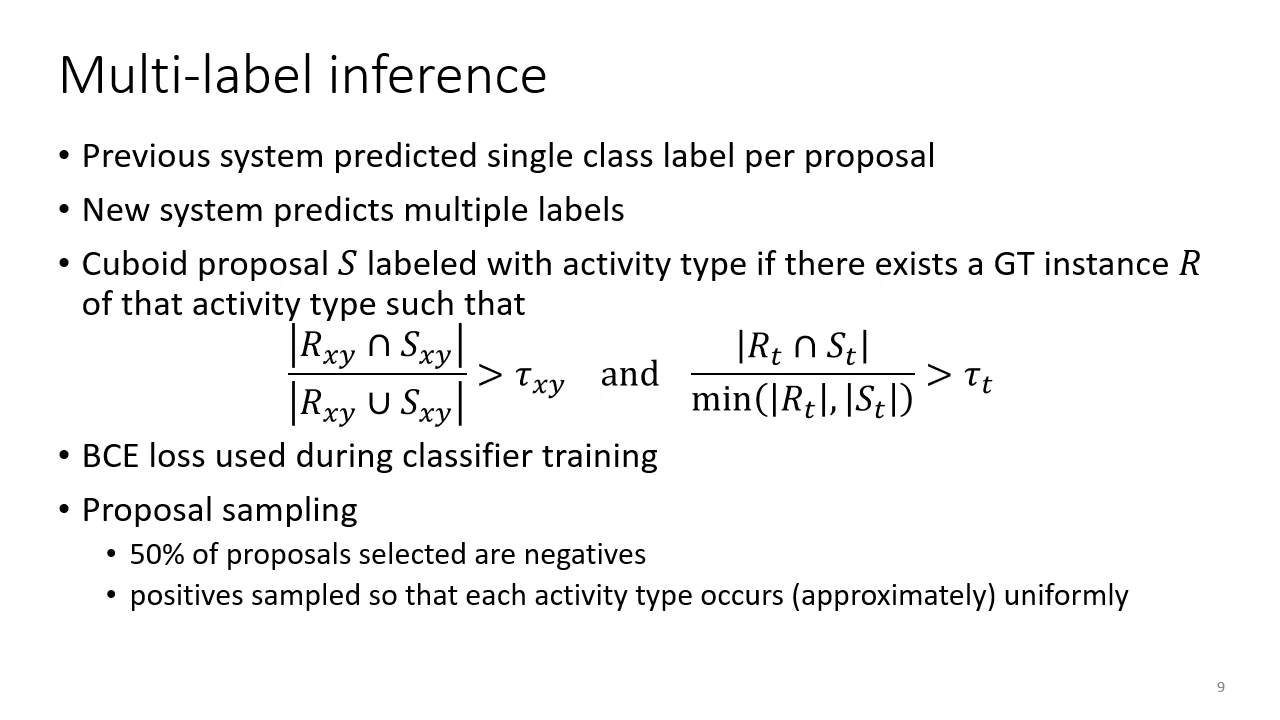 Multi-label inference
• Previous system predicted single class label per proposal
• New system predicts multiple labels
• Cuboid proposal 𝑆 labeled with activity type if there exists a GT instance 𝑅
of that activity type such that
|𝑅_𝑥𝑦 ∩ 𝑆_𝑥𝑦| / |𝑅_𝑥𝑦 ∪ 𝑆_𝑥𝑦| > 𝜏_𝑥𝑦 and |𝑅_𝑡 ∩ 𝑆_𝑡| / min(|𝑅_𝑡|, |𝑆_𝑡|) > 𝜏_𝑡
• BCE loss used during classifier training
• Proposal sampling
• 50% of proposals selected are negatives
• positives sampled so that each activity type occurs (approximately) uniformly
9